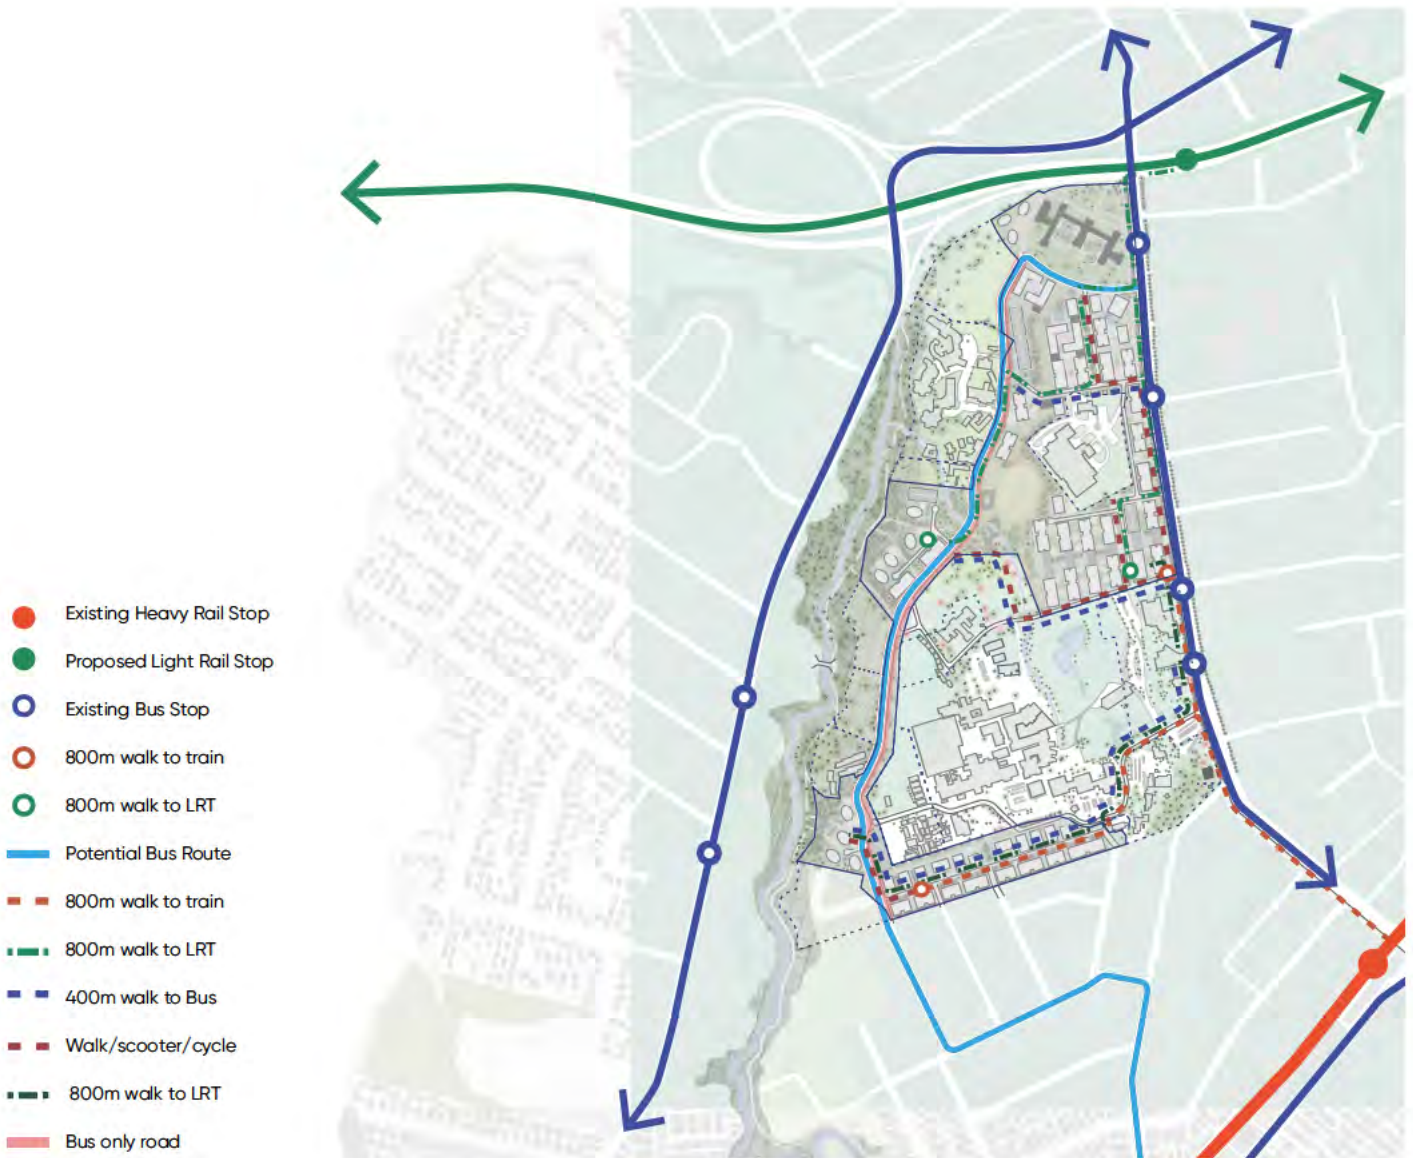 Existing Heavy Rail Stop
Proposed Light Rail Stop
Existing Bus Stop
800m walk to train
800m walk to LRT
Potential Bus Route
800m walk to train
800m walk to LRT
400m walk to Bus
Walk/scooter/cycle
800m walk to LRT
Bus only road